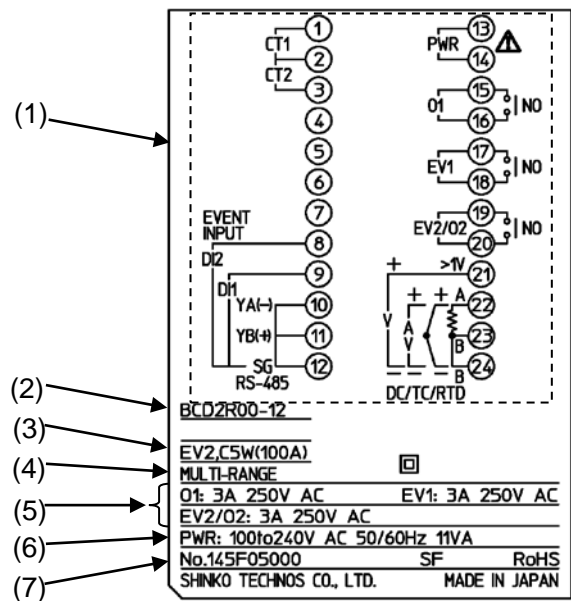 (1)
CT1
CT2
1
2
3
4
5
6
7
8
9
10
11
12
EVENT
INPUT
DI2
DI1
YA(-)
YB(+)
SG
RS-485
PWR
13
14
O1
15
16
NO
EV1
17
18
NO
EV2/O2
19
20
NO
+ >1V 21
+ + A 22
V A V 23
B
B 24
DC/TC/RTD
(2) BCD2R00-12
(3) EV2,C5W(100A)
(4) MULTI-RANGE
(5) O1: 3A 250V AC EV1: 3A 250V AC
EV2/O2: 3A 250V AC
(6) PWR: 100to240V AC 50/60Hz 11VA
(7) No.145F05000 SF RoHS
SHINKO TECHNOS CO., LTD. MADE IN JAPAN